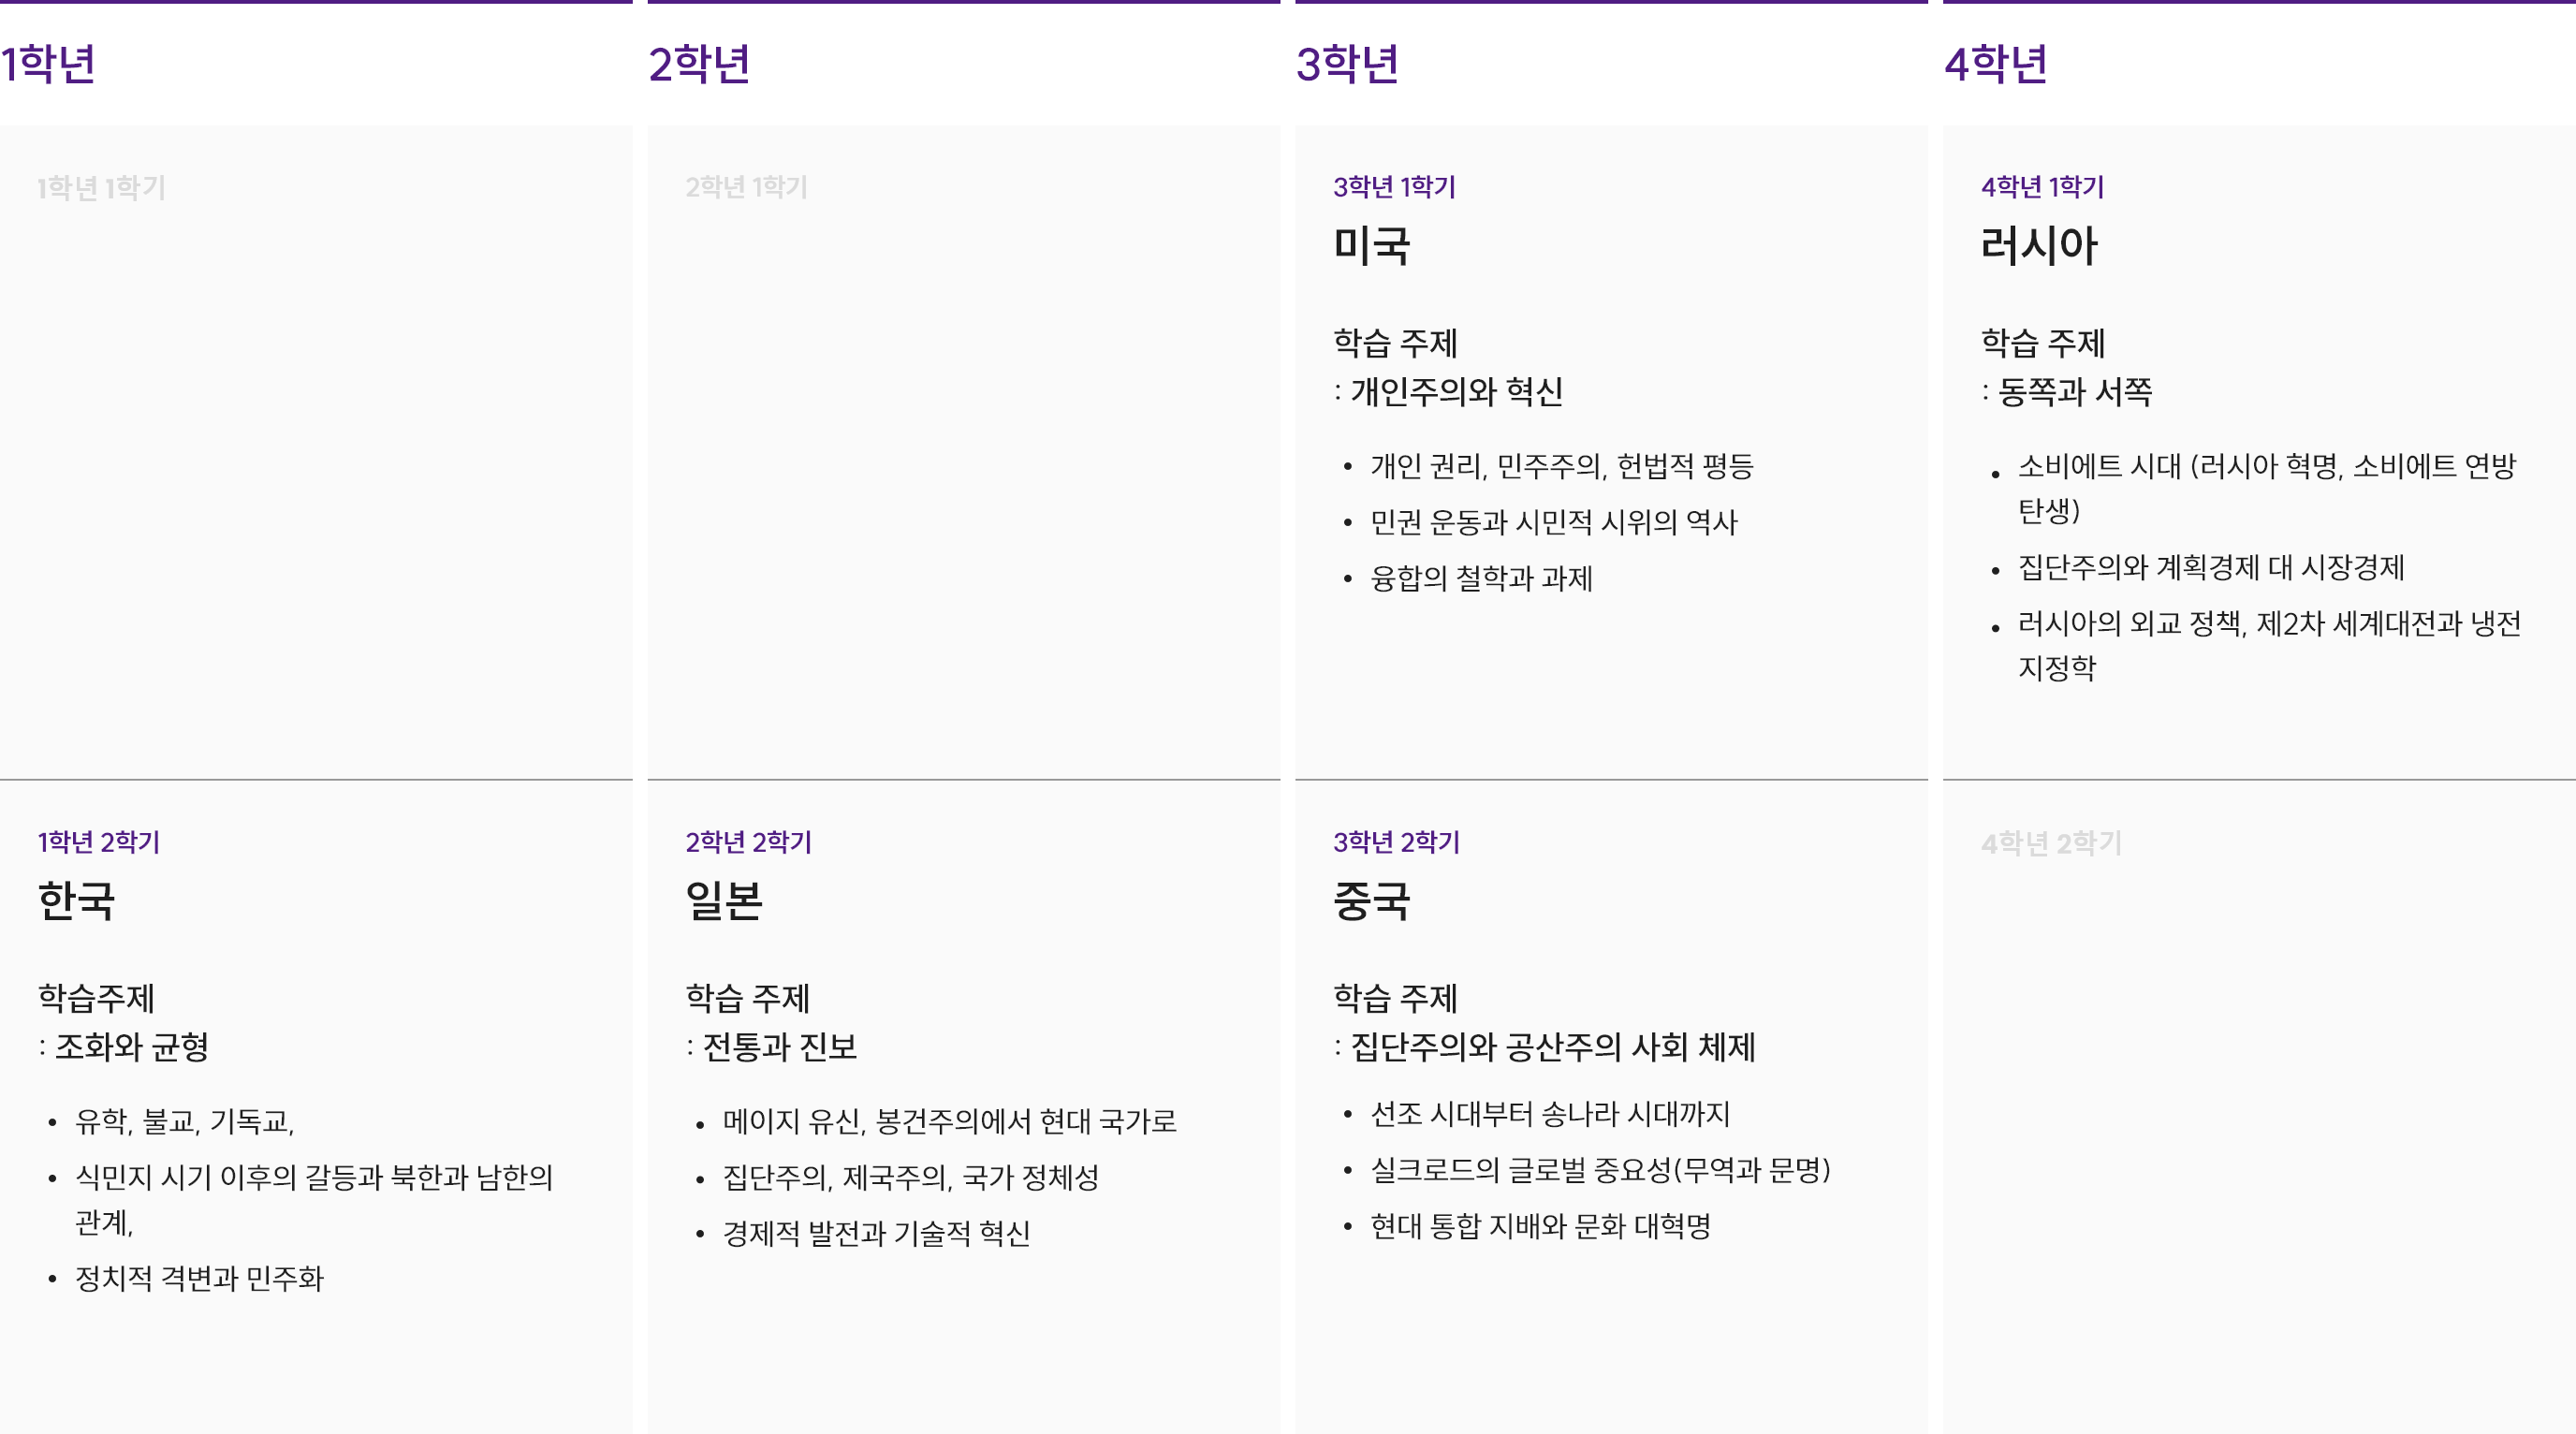 1학년
1학년 1학기
1학년 2학기
한국
학습주제
: 조화와 균형
• 유학, 불교, 기독교,
• 식민지 시기 이후의 갈등과 북한과 남한의
관계,
• 정치적 격변과 민주화
2학년
2학년 1학기
2학년 2학기
일본
학습 주제
: 전통과 진보
• 메이지 유신, 봉건주의에서 현대 국가로
• 집단주의, 제국주의, 국가 정체성
• 경제적 발전과 기술적 혁신
3학년
3학년 1학기
미국
학습 주제
: 개인주의와 혁신
• 개인 권리, 민주주의, 헌법적 평등
• 민권 운동과 시민적 시위의 역사
• 융합의 철학과 과제
3학년 2학기
중국
학습 주제
: 집단주의와 공산주의 사회 체제
• 선조 시대부터 송나라 시대까지
• 실크로드의 글로벌 중요성(무역과 문명)
• 현대 통합 지배와 문화 대혁명
4학년
4학년 1학기
러시아
학습 주제
: 동쪽과 서쪽
• 소비에트 시대 (러시아 혁명, 소비에트 연방
탄생)
• 집단주의와 계획경제 대 시장경제
• 러시아의 외교 정책, 제2차 세계대전과 냉전
지정학
4학년 2학기